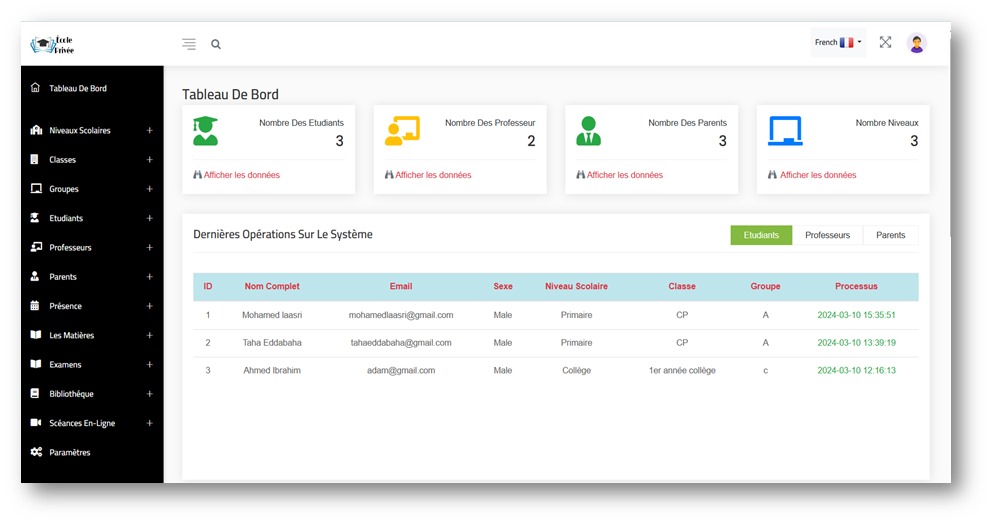 École
Privée
French
Tableau De Bord
Niveaux Scolaires +
Classes +
Groupes +
Etudiants +
Professeurs +
Parents +
Présence +
Les Matières +
Examens +
Bibliothéque +
Scéances En-Ligne +
Paramètres
Tableau De Bord
Nombre Des Etudiants
3
Afficher les données
Nombre Des Professeur
2
Afficher les données
Nombre Des Parents
3
Afficher les données
Nombre Niveaux
3
Afficher les données
Dernières Opérations Sur Le Système
Etudiants Professeurs Parents
ID Nom Complet Email Sexe Niveau Scolaire Classe Groupe Processus
1 Mohamed laasri mohamedlaasri@gmail.com Male Primaire CP A 2024-03-10 15:35:51
2 Taha Eddabaha tahaeddabaha@gmail.com Male Primaire CP A 2024-03-10 13:39:19
3 Ahmed Ibrahim adam@gmail.com Male Collège 1er année collège c 2024-03-10 12:16:13